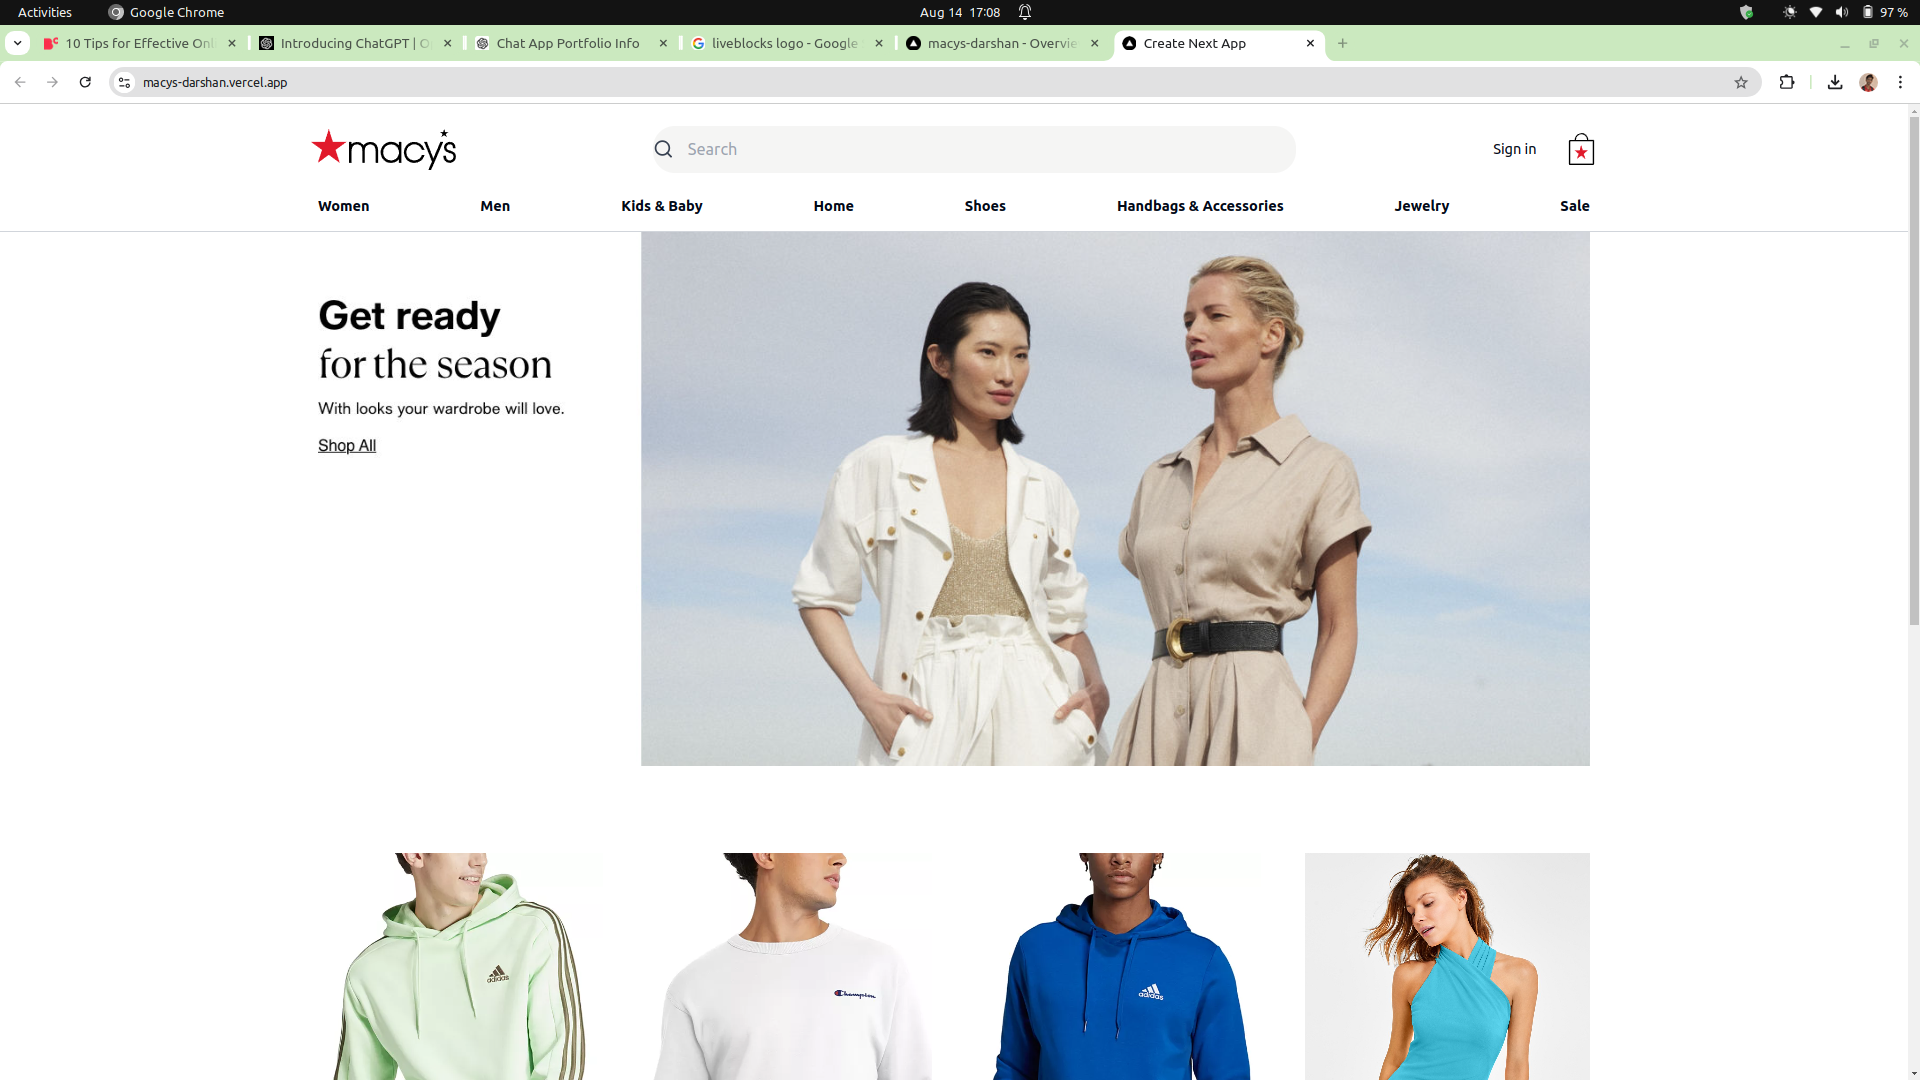 Activities
Google Chrome
Aug 14 17:08
97 %
10 Tips for Effective Onl
Introducing ChatGPT | O
Chat App Portfolio Info
liveblocks logo - Google
macys-darshan - Overvie
Create Next App
macys-darshan.vercel.app
macy's
Search
Sign in
Women
Men
Kids & Baby
Home
Shoes
Handbags & Accessories
Jewelry
Sale
Get ready
for the season
With looks your wardrobe will love.
Shop All
adidas
Champion
adidas